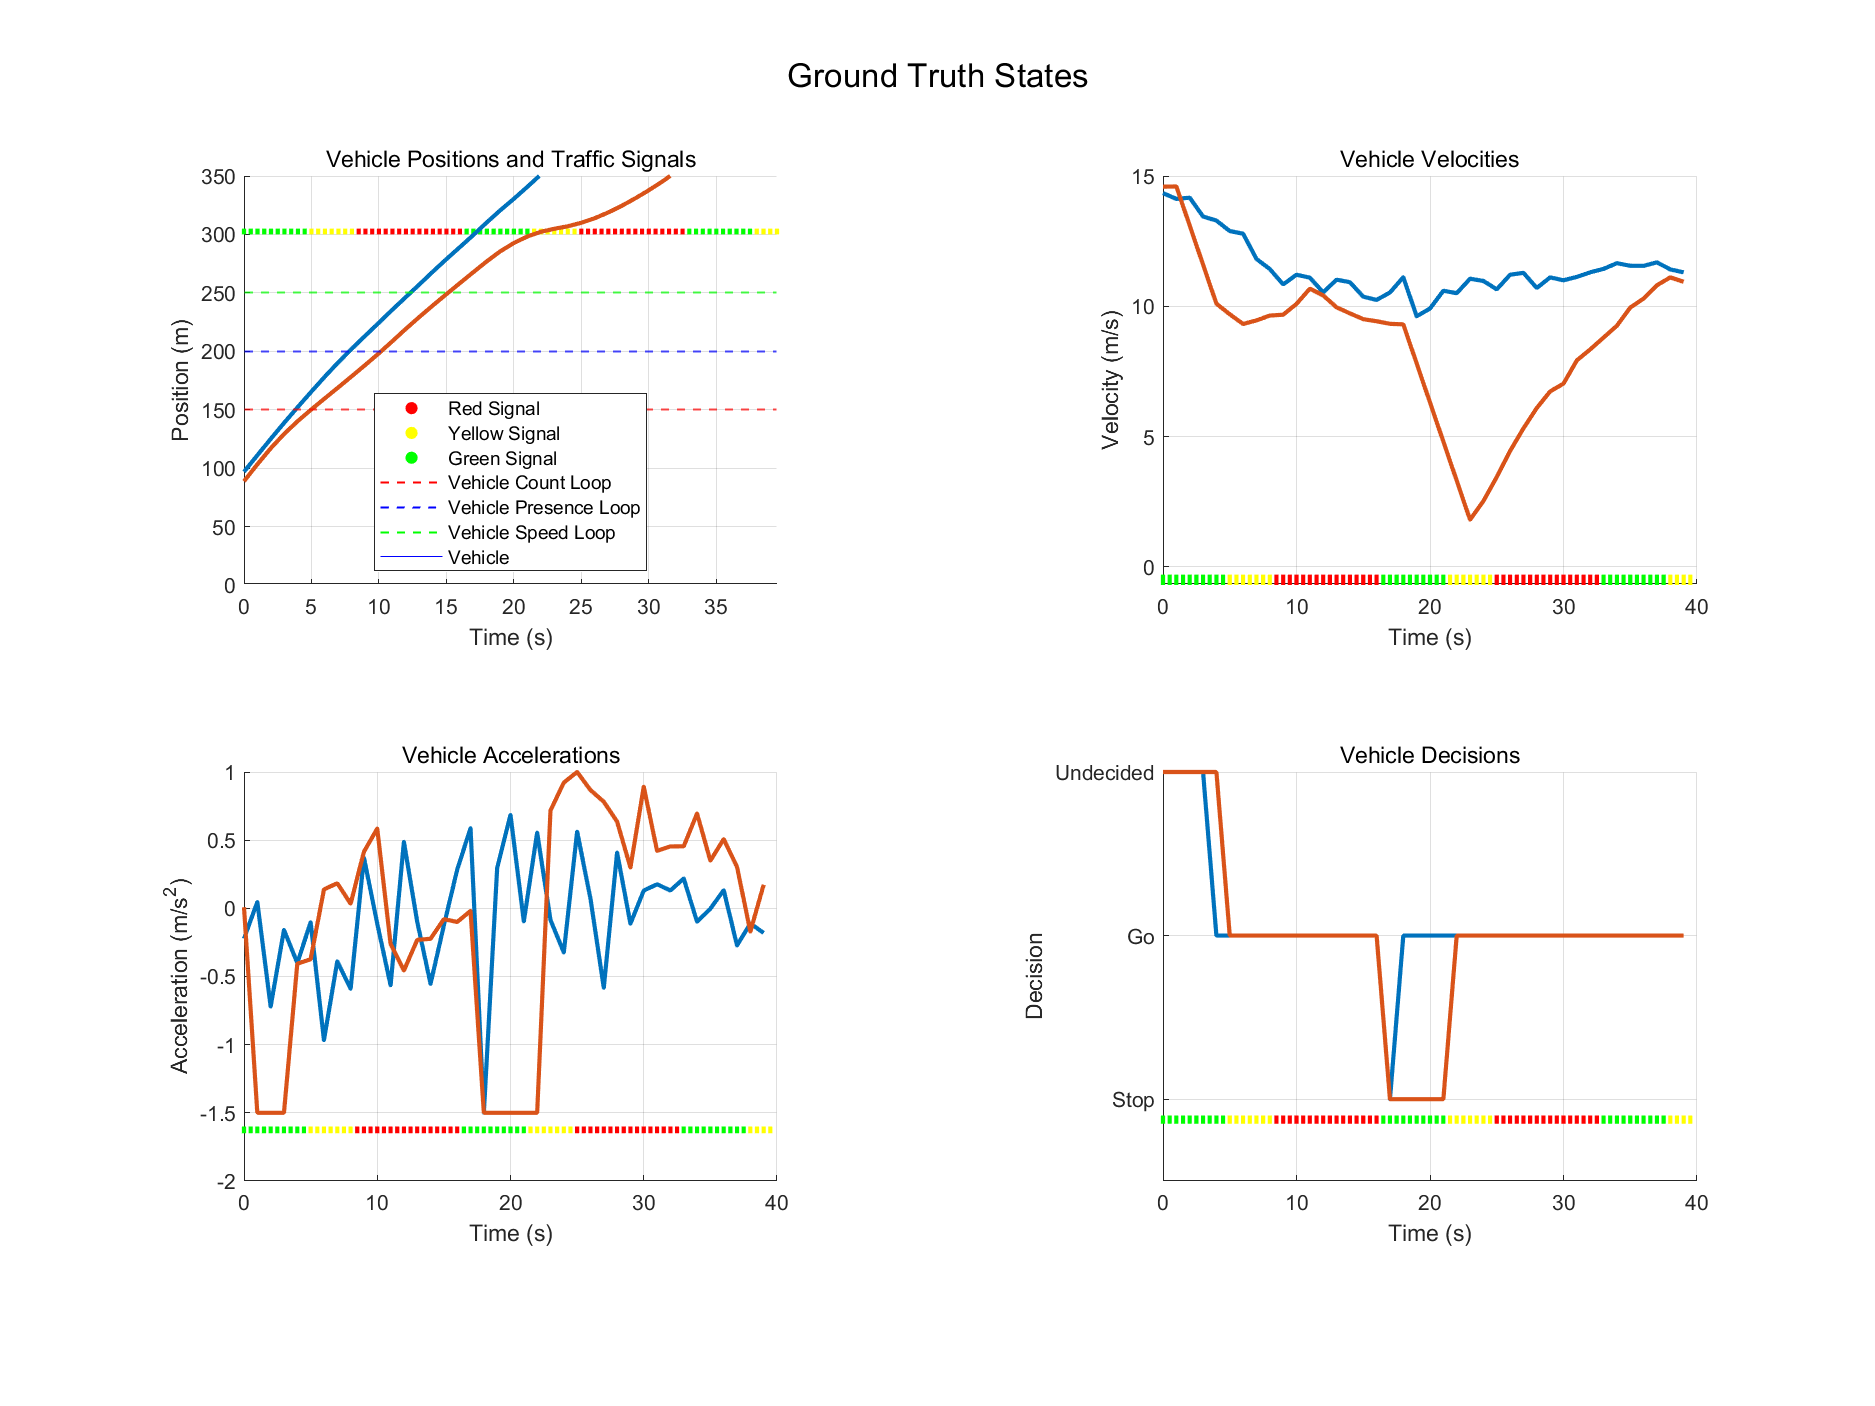 Ground Truth States
Vehicle Positions and Traffic Signals
350
300
250
200
150
100
50
0
Position (m)
Red Signal
Yellow Signal
Green Signal
Vehicle Count Loop
Vehicle Presence Loop
Vehicle Speed Loop
Vehicle
0 5 10 15 20 25 30 35
Time (s)
Vehicle Velocities
15
10
5
0
Velocity (m/s)
0 10 20 30 40
Time (s)
Vehicle Accelerations
1
0.5
0
-0.5
-1
-1.5
-2
Acceleration (m/s²)
0 10 20 30 40
Time (s)
Vehicle Decisions
Undecided
Go
Stop
Decision
0 10 20 30 40
Time (s)